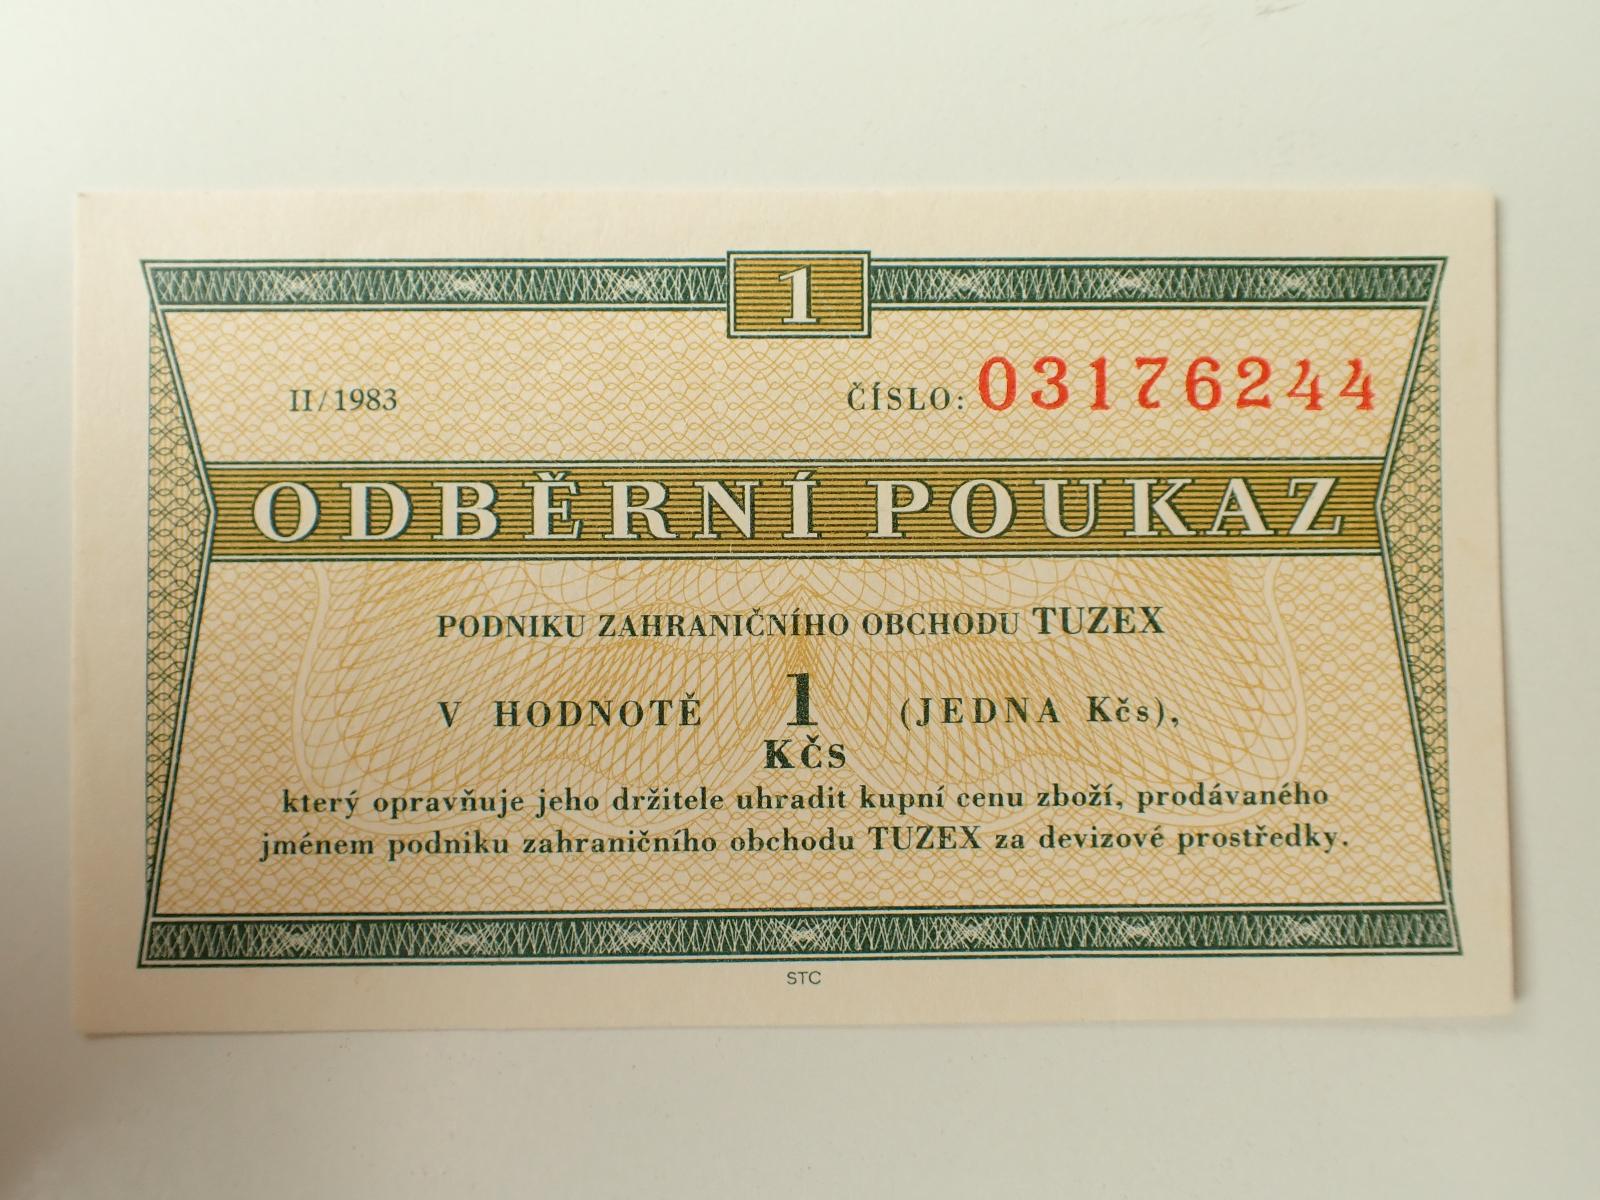 1
II/1983 ČÍSLO: 03176244
ODBĚRNÍ POUKAZ
PODNIKU ZAHRANIČNÍHO OBCHODU TUZEX
V HODNOTĚ 1 (JEDNA Kčs),
Kčs
který opravňuje jeho držitele uhradit kupní cenu zboží, prodávaného
jménem podniku zahraničního obchodu TUZEX za devizové prostředky.
STC